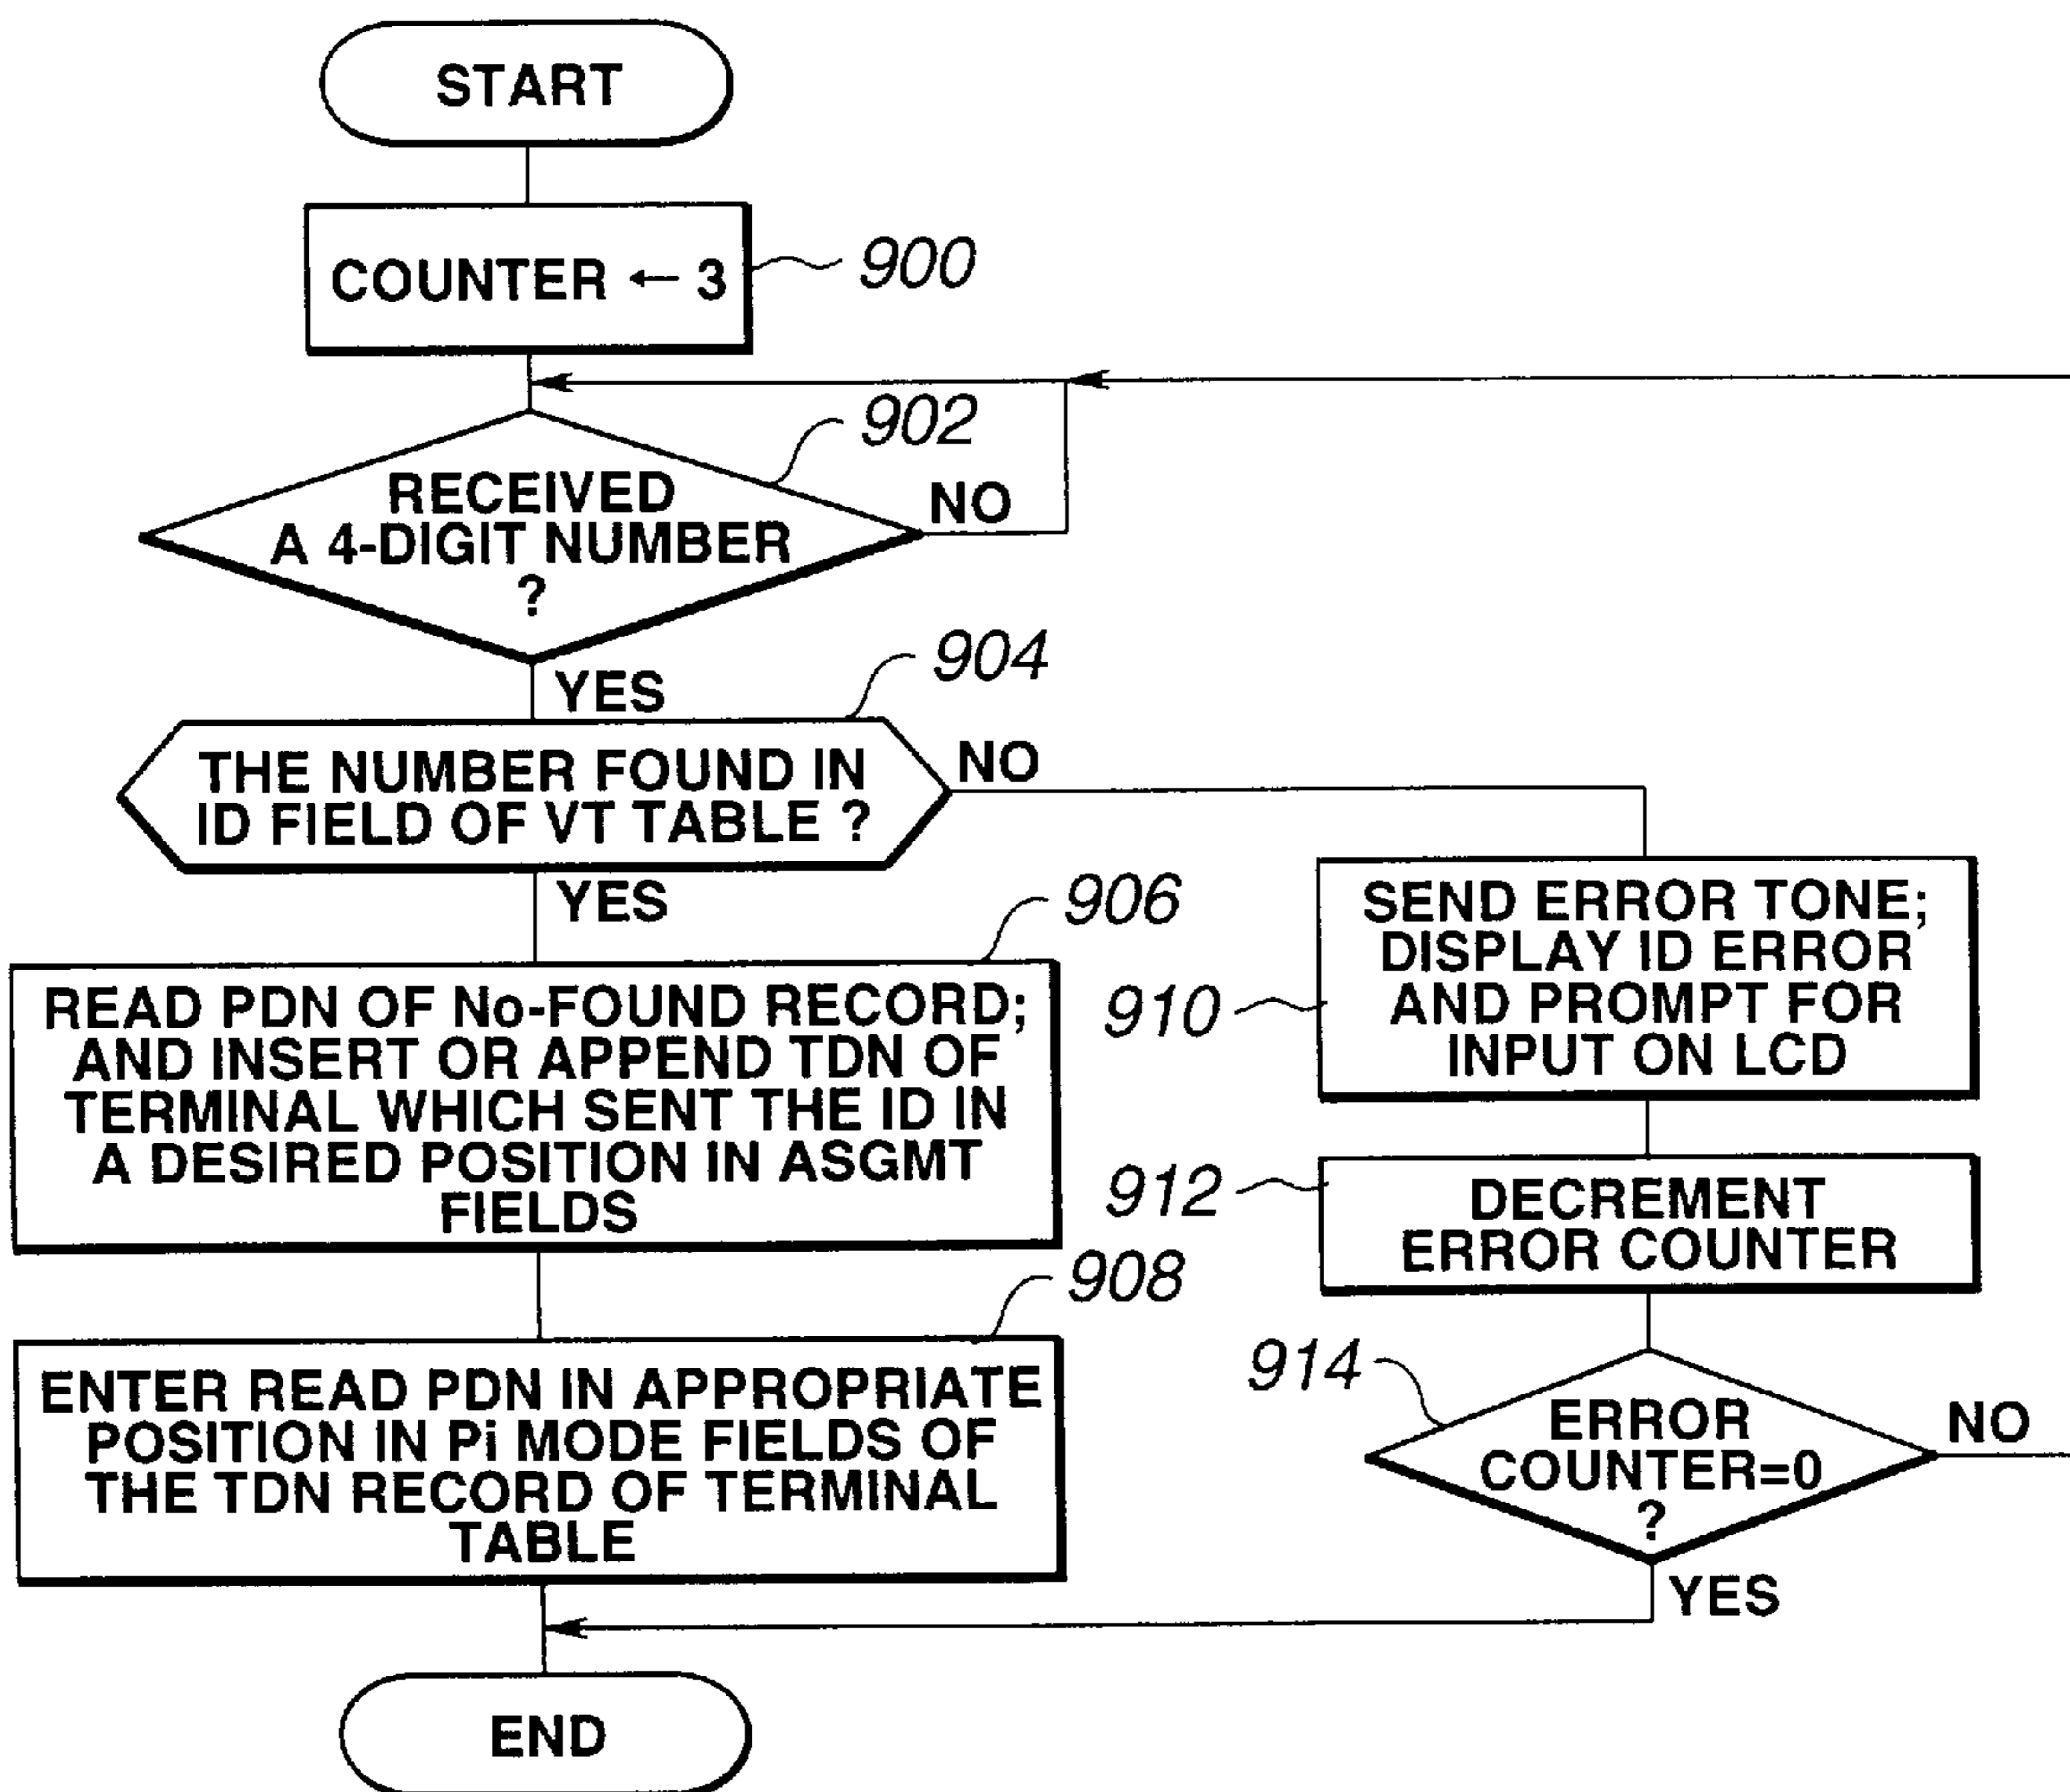 START
COUNTER ← 3
900
902
RECEIVED
A 4-DIGIT NUMBER
?
NO
YES
904
THE NUMBER FOUND IN
ID FIELD OF VT TABLE ?
NO
YES
906
READ PDN OF No-FOUND RECORD;
AND INSERT OR APPEND TDN OF
TERMINAL WHICH SENT THE ID IN
A DESIRED POSITION IN ASGMT
FIELDS
908
ENTER READ PDN IN APPROPRIATE
POSITION IN Pi MODE FIELDS OF
THE TDN RECORD OF TERMINAL
TABLE
910
SEND ERROR TONE;
DISPLAY ID ERROR
AND PROMPT FOR
INPUT ON LCD
912
DECREMENT
ERROR COUNTER
914
ERROR
COUNTER=0
?
NO
YES
END